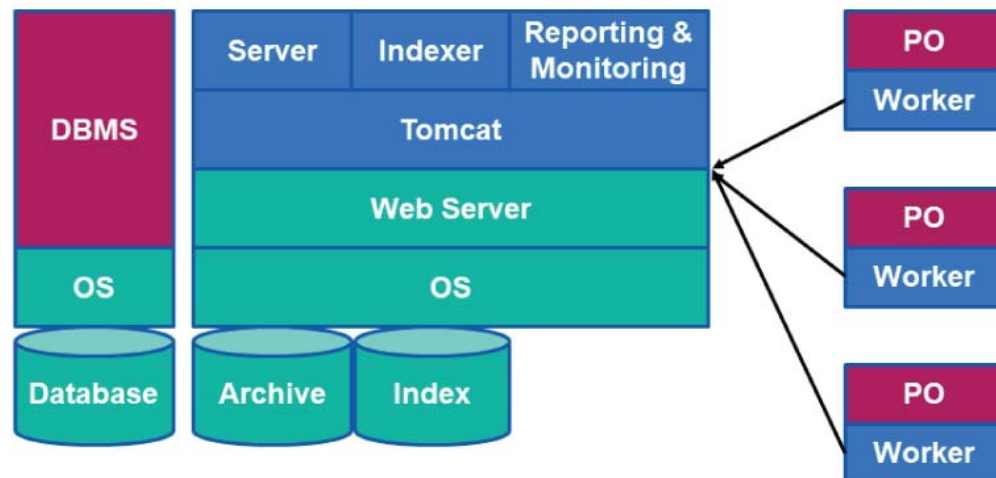 DBMS
OS
Database
Server
Indexer
Reporting &
Monitoring
Tomcat
Web Server
OS
Archive
Index
PO
Worker
PO
Worker
PO
Worker